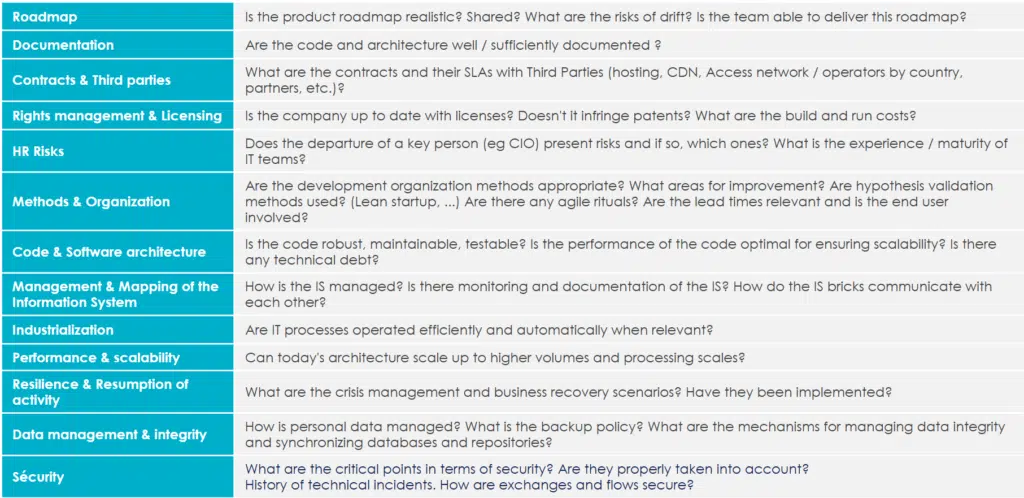 Roadmap
Is the product roadmap realistic? Shared? What are the risks of drift? Is the team able to deliver this roadmap?
Documentation
Are the code and architecture well / sufficiently documented ?
Contracts & Third parties
What are the contracts and their SLAs with Third Parties (hosting, CDN, Access network / operators by country,
partners, etc.)?
Rights management & Licensing
Is the company up to date with licenses? Doesn't it infringe patents? What are the build and run costs?
HR Risks
Does the departure of a key person (eg CIO) present risks and if so, which ones? What is the experience / maturity of
IT teams?
Methods & Organization
Are the development organization methods appropriate? What areas for improvement? Are hypothesis validation
methods used? (Lean startup, ...) Are there any agile rituals? Are the lead times relevant and is the end user
involved?
Code & Software architecture
Is the code robust, maintainable, testable? Is the performance of the code optimal for ensuring scalability? Is there
any technical debt?
Management & Mapping of the
Information System
How is the IS managed? Is there monitoring and documentation of the IS? How do the IS bricks communicate with
each other?
Industrialization
Are IT processes operated efficiently and automatically when relevant?
Performance & scalability
Can today's architecture scale up to higher volumes and processing scales?
Resilience & Resumption of
activity
What are the crisis management and business recovery scenarios? Have they been implemented?
Data management & integrity
How is personal data managed? What is the backup policy? What are the mechanisms for managing data integrity
and synchronizing databases and repositories?
Sécurity
What are the critical points in terms of security? Are they properly taken into account?
History of technical incidents. How are exchanges and flows secure?